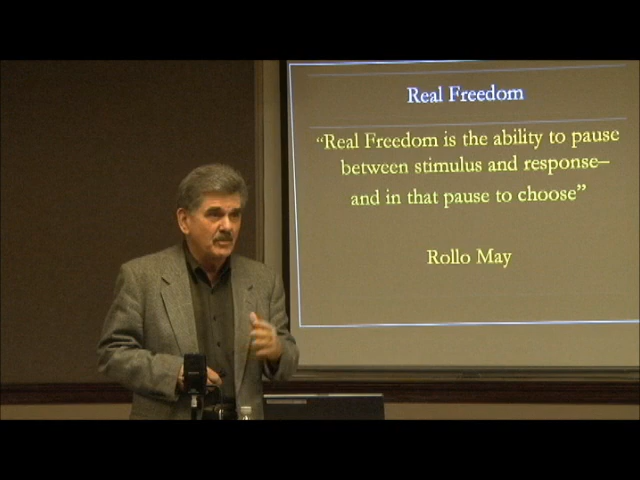 Real Freedom
“Real Freedom is the ability to pause
between stimulus and response–
and in that pause to choose”
Rollo May